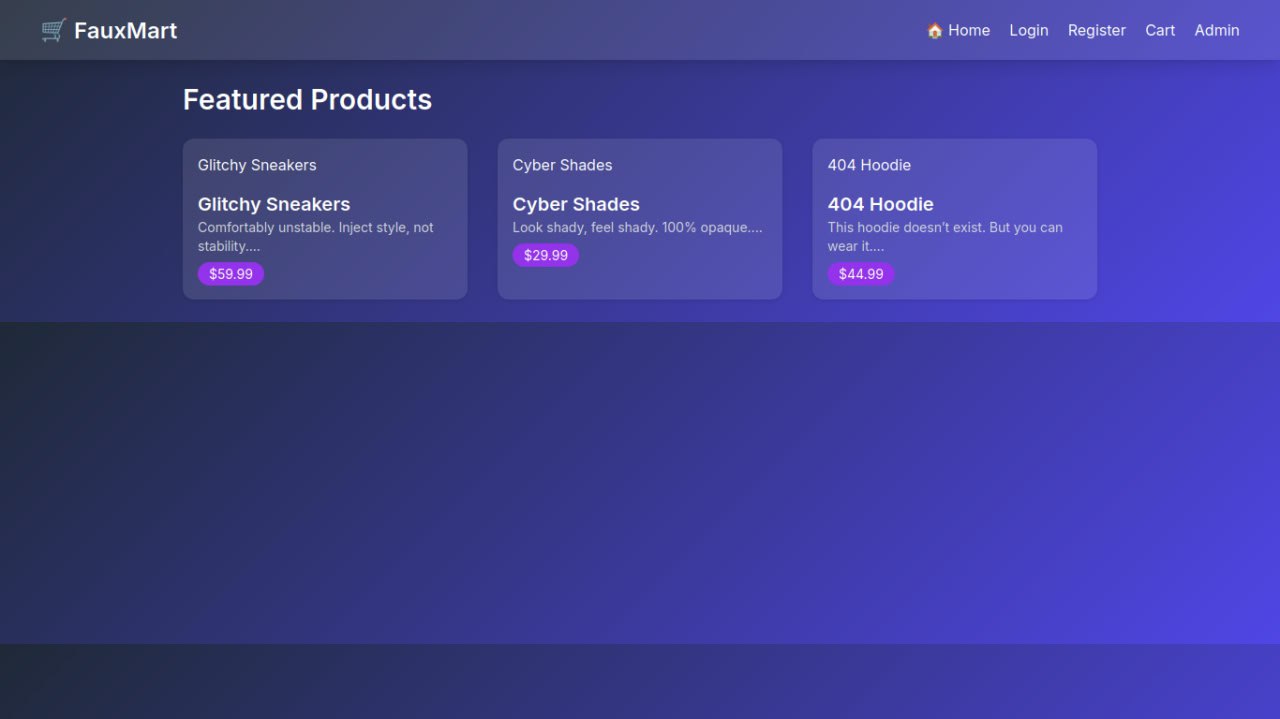 🛒 FauxMart
🏠 Home Login Register Cart Admin
Featured Products
Glitchy Sneakers
Glitchy Sneakers
Comfortably unstable. Inject style, not
stability....
$59.99
Cyber Shades
Cyber Shades
Look shady, feel shady. 100% opaque....
$29.99
404 Hoodie
404 Hoodie
This hoodie doesn't exist. But you can
wear it....
$44.99